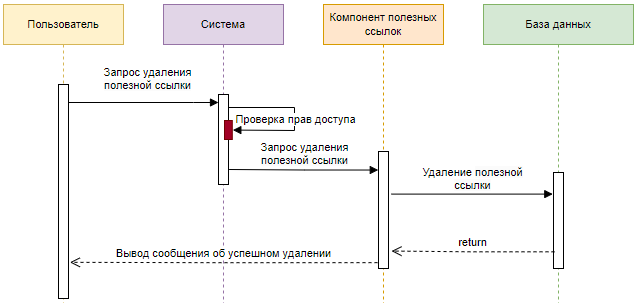 Пользователь
Система
Компонент полезных
ссылок
База данных
Запрос удаления
полезной ссылки
Проверка прав доступа
Запрос удаления
полезной ссылки
Удаление полезной
ссылки
return
Вывод сообщения об успешном удалении